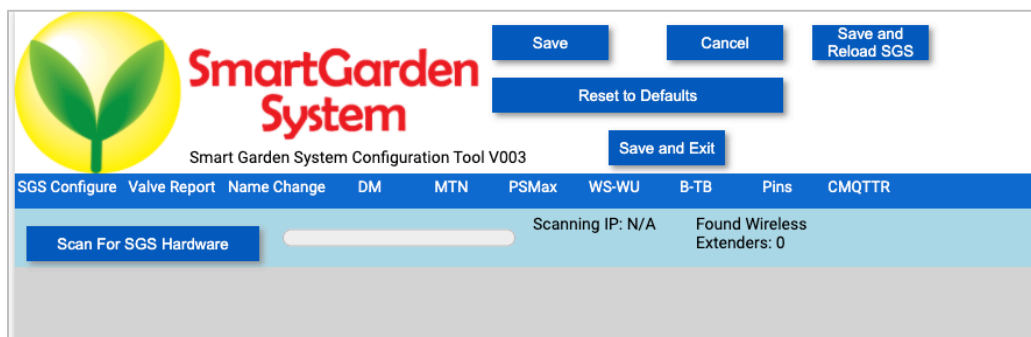 SmartGarden
System
Smart Garden System Configuration Tool V003
Save
Cancel
Save and
Reload SGS
Reset to Defaults
Save and Exit
SGS Configure Valve Report Name Change DM MTN PSMax WS-WU B-TB Pins CMQTTR
Scan For SGS Hardware
Scanning IP: N/A
Found Wireless
Extenders: 0